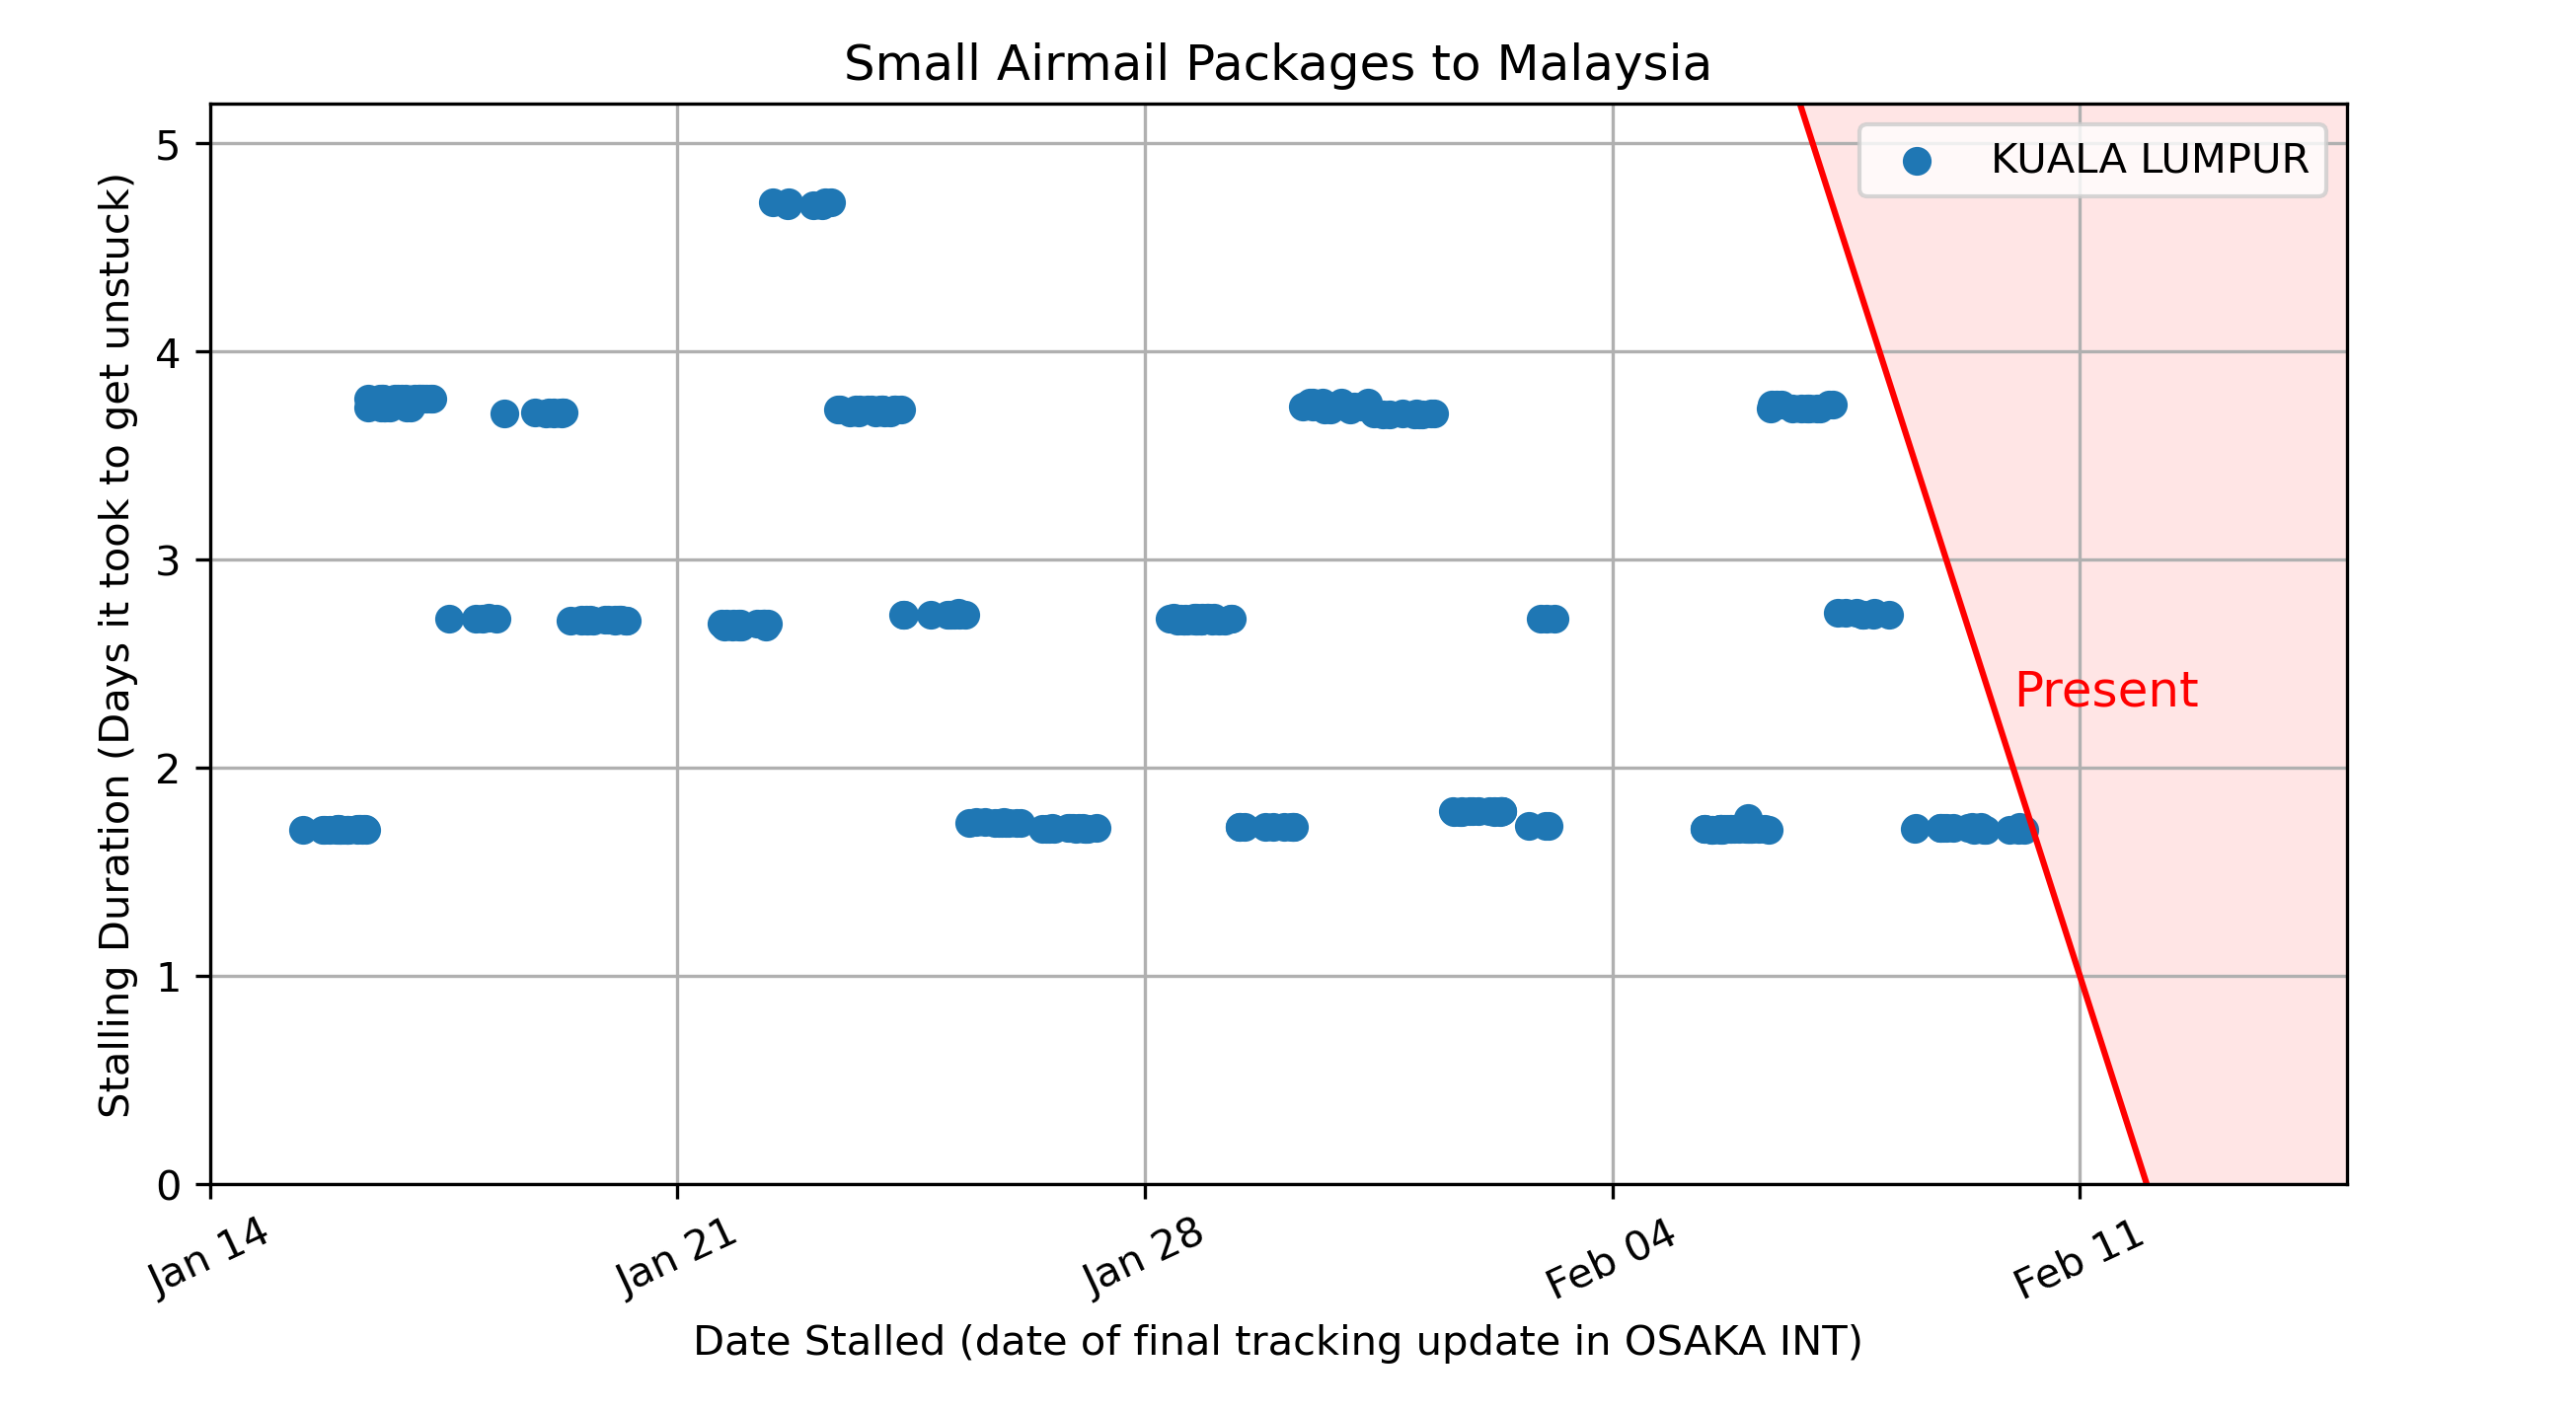 Small Airmail Packages to Malaysia
KUALA LUMPUR
Present
Stalling Duration (Days it took to get unstuck)
5
4
3
2
1
0
Jan 14
Jan 21
Jan 28
Feb 04
Feb 11
Date Stalled (date of final tracking update in OSAKA INT)